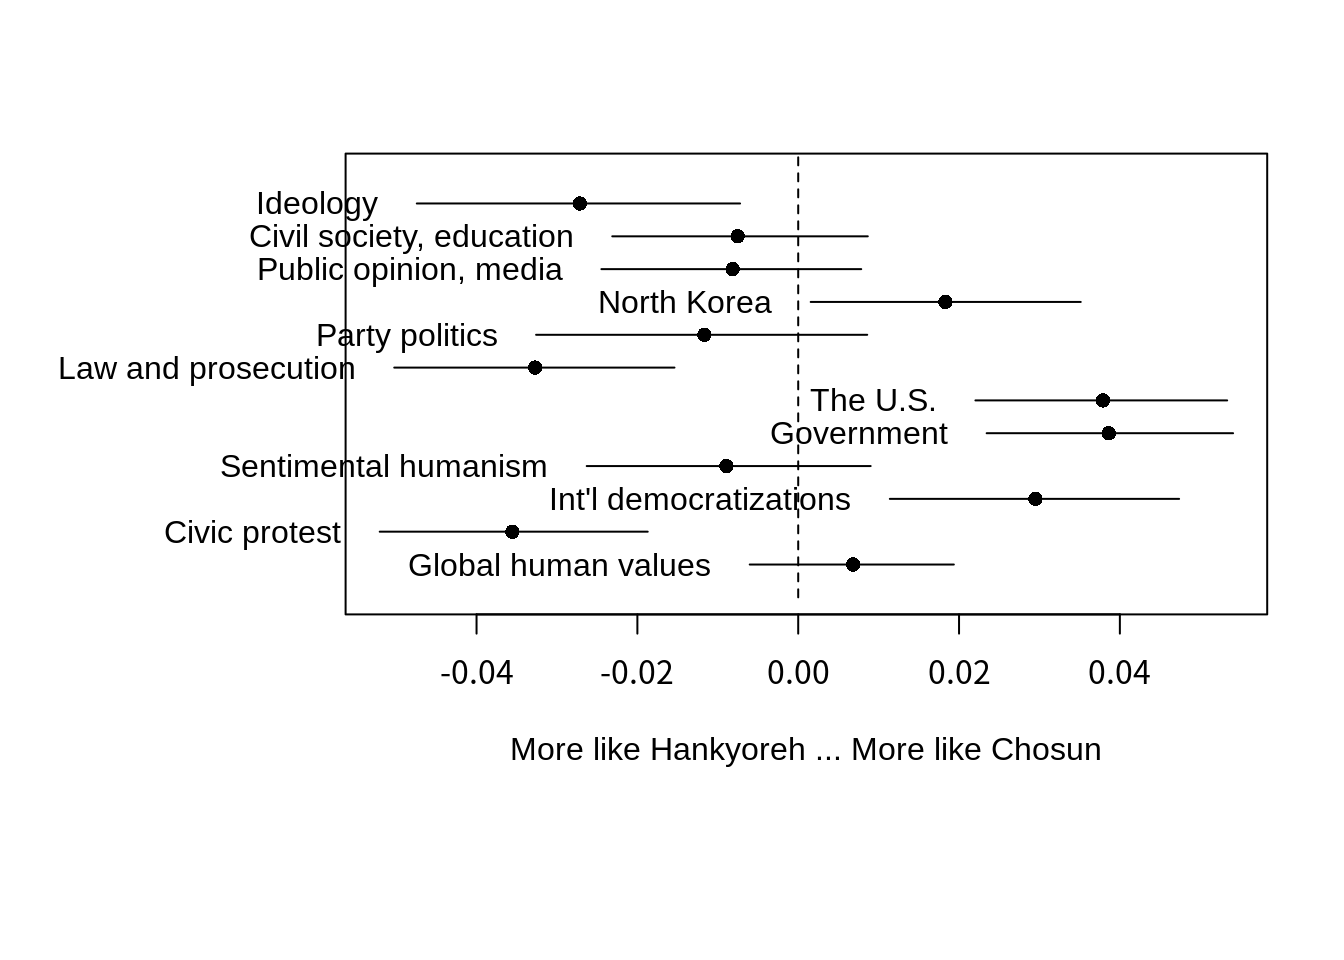 Ideology
Civil society, education
Public opinion, media
North Korea
Party politics
Law and prosecution
The U.S.
Government
Sentimental humanism
Int'l democratizations
Civic protest
Global human values
-0.04 -0.02 0.00 0.02 0.04
More like Hankyoreh ... More like Chosun